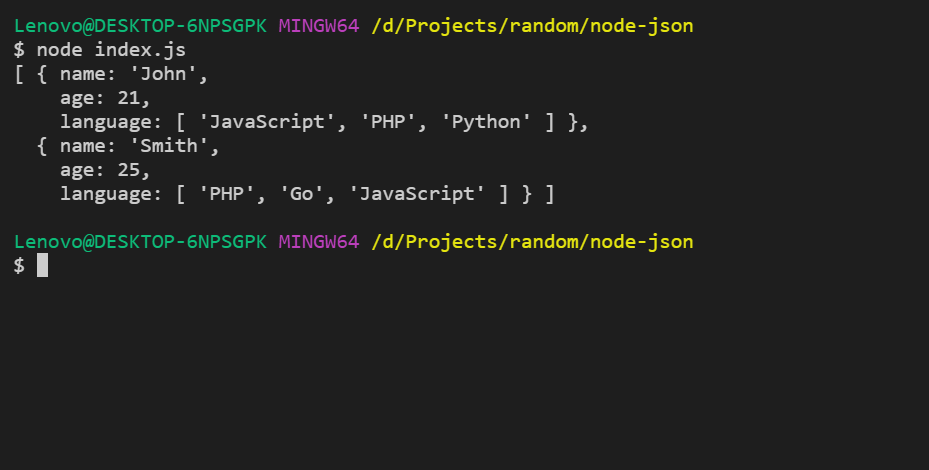 Lenovo@DESKTOP-6NPSGPK MINGW64 /d/Projects/random/node-json
$ node index.js
[ { name: 'John',
    age: 21,
    language: [ 'JavaScript', 'PHP', 'Python' ] },
  { name: 'Smith',
    age: 25,
    language: [ 'PHP', 'Go', 'JavaScript' ] } ]
Lenovo@DESKTOP-6NPSGPK MINGW64 /d/Projects/random/node-json
$